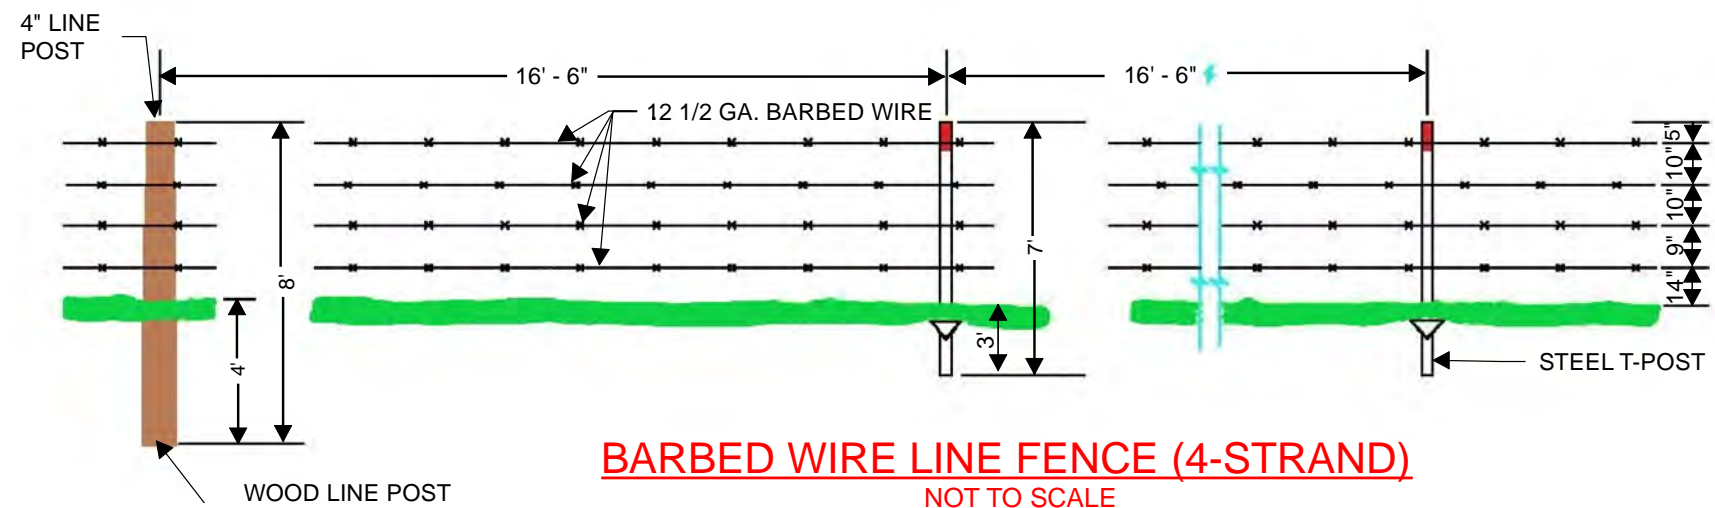 4" LINE
POST
16' - 6"
16' - 6"
12 1/2 GA. BARBED WIRE
5"
10"
10"
9"
14"
8'
7'
4'
3'
STEEL T-POST
BARBED WIRE LINE FENCE (4-STRAND)
NOT TO SCALE
WOOD LINE POST